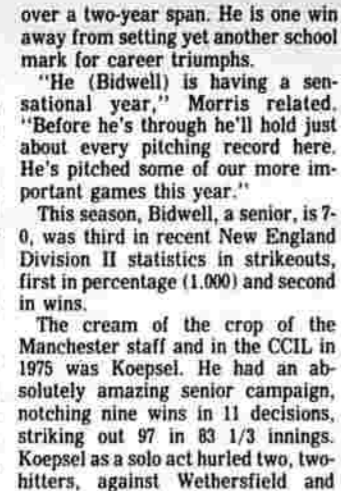 over a two-year span. He is one win
away from setting yet another school
mark for career triumphs.
"He (Bidwell) is having a sen-
sational year," Morris related.
"Before he's through he'll hold just
about every pitching record here.
He's pitched some of our more im-
portant games this year."
This season, Bidwell, a senior, is 7-
0, was third in recent New England
Division II statistics in strikeouts,
first in percentage (1.000) and second
in wins.
The cream of the crop of the
Manchester staff and in the CCIL in
1975 was Koepsel. He had an ab-
solutely amazing senior campaign,
notching nine wins in 11 decisions,
striking out 97 in 83 1/3 innings.
Koepsel as a solo act hurled two, two-
hitters, against Wethersfield and